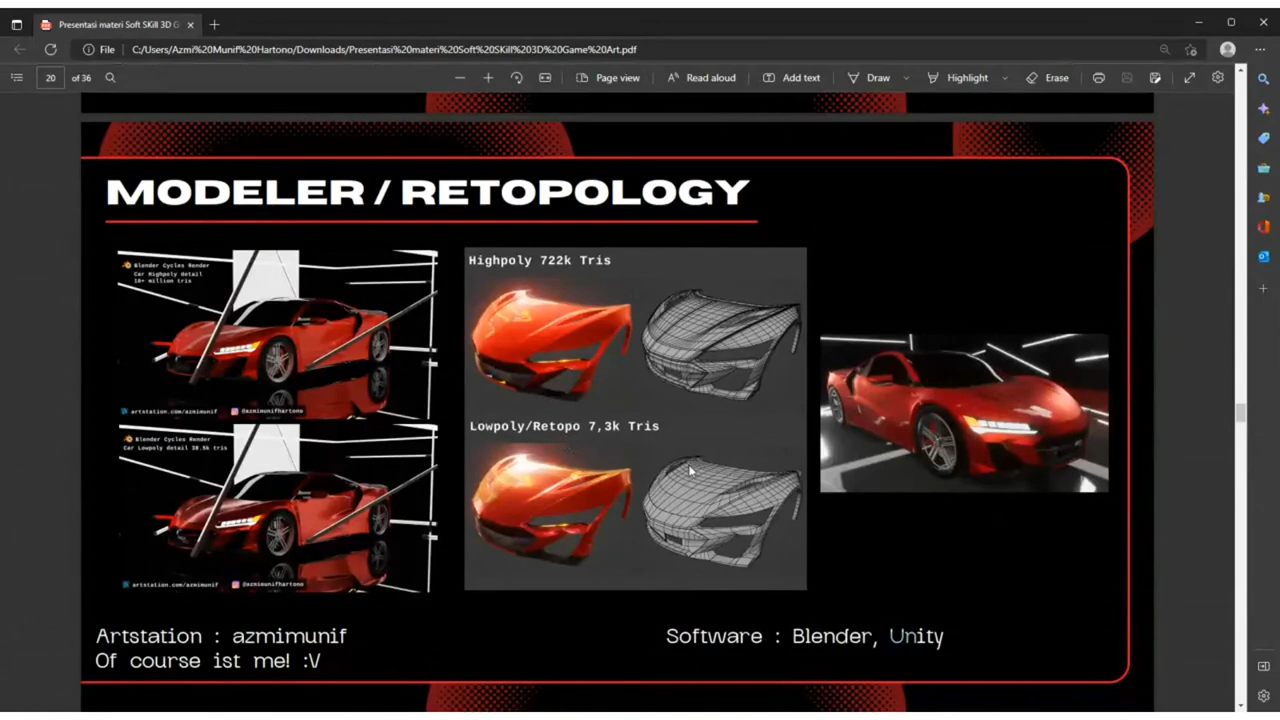 Presentasi materi Soft SKill 3D G
File
C:/Users/Azmi%20Munif%20Hartono/Downloads/Presentasi%20materi%20Soft%20SKill%203D%20Game%20Art.pdf
20 of 36
Page view
Read aloud
Add text
Draw
Highlight
Erase
MODELER / RETOPOLOGY
Blender Cycles Render
Car Highpoly detail
10+ million tris
artstation.com/azmimunif
@azmimunifhartono
Blender Cycles Render
Car Lowpoly detail 38.5k tris
artstation.com/azmimunif
@azmimunifhartono
Highpoly 722k Tris
Lowpoly/Retopo 7,3k Tris
Artstation : azmimunif
Of course ist me! :V
Software : Blender, Unity